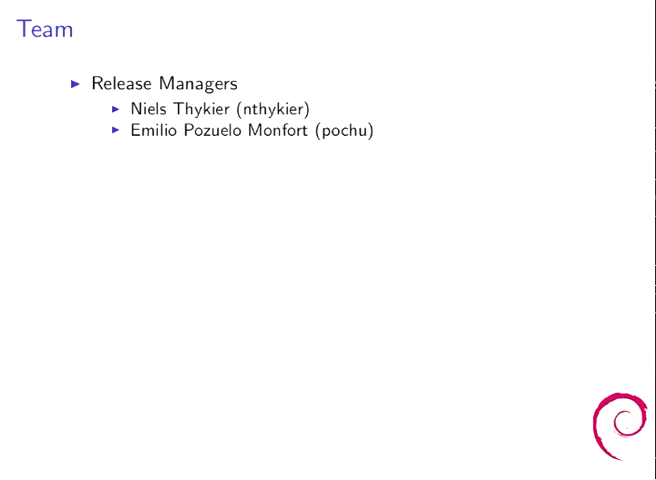 Team
Release Managers
Niels Thykier (nthykier)
Emilio Pozuelo Monfort (pochu)